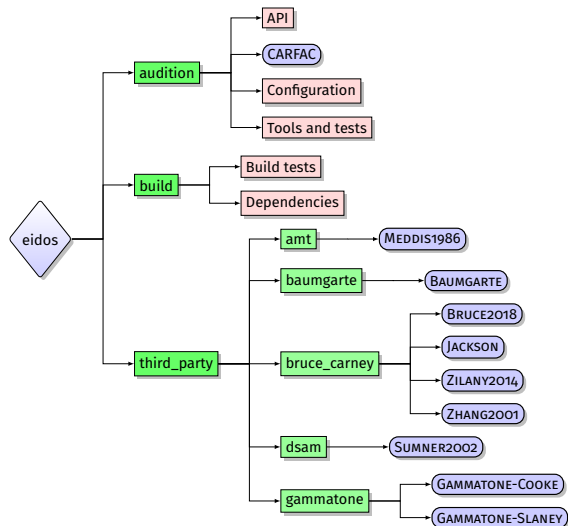 API
CARFAC
audition
Configuration
Tools and tests
Build tests
build
Dependencies
eidos
amt
MEDDIS1986
baumgarte
BAUMGARTE
BRUCE2018
JACKSON
third_party
bruce_carney
ZILANY2014
ZHANG2001
dsam
SUMNER2002
GAMMATONE-COOKE
gammatone
GAMMATONE-SLANEY